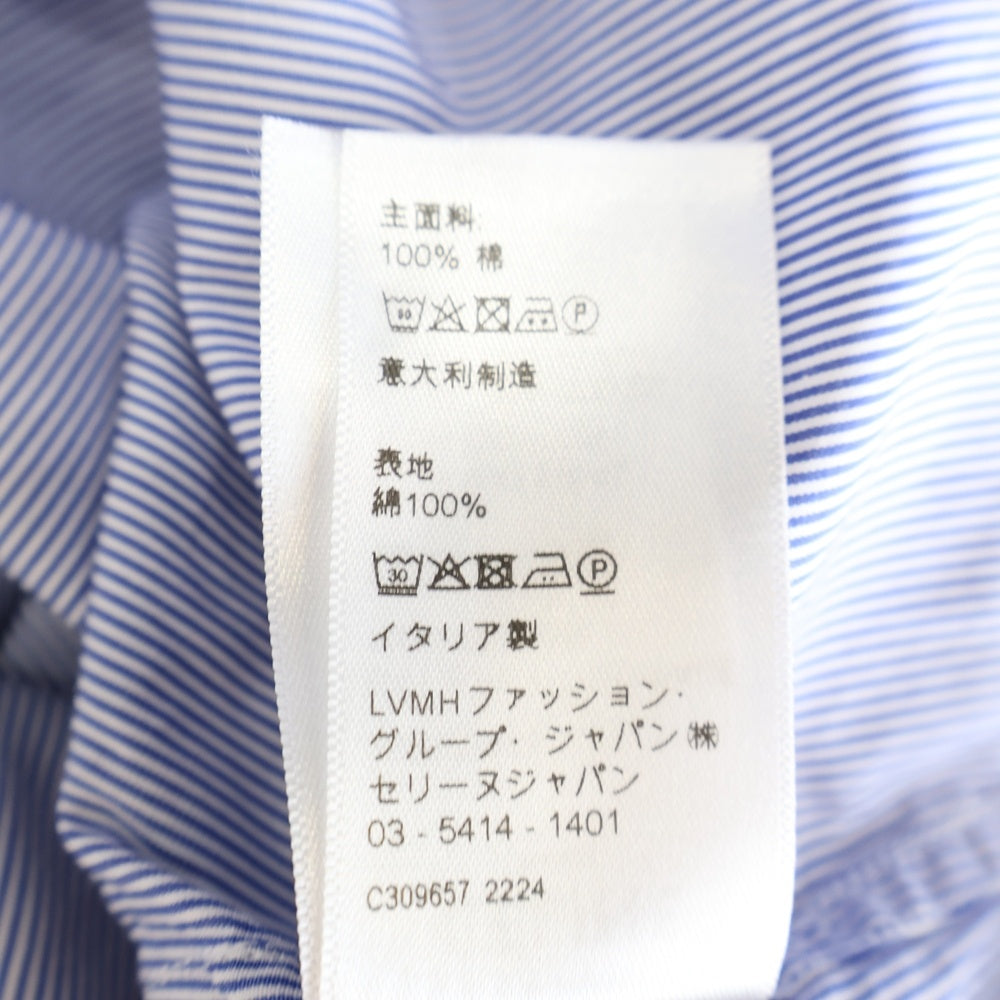 主面料:
100% 棉
30 P
意大利制造
表地
綿100%
30 P
イタリア製
LVMHファッション・
グループ・ジャパン㈱
セリーヌジャパン
03 - 5414 - 1401
C309657 2224